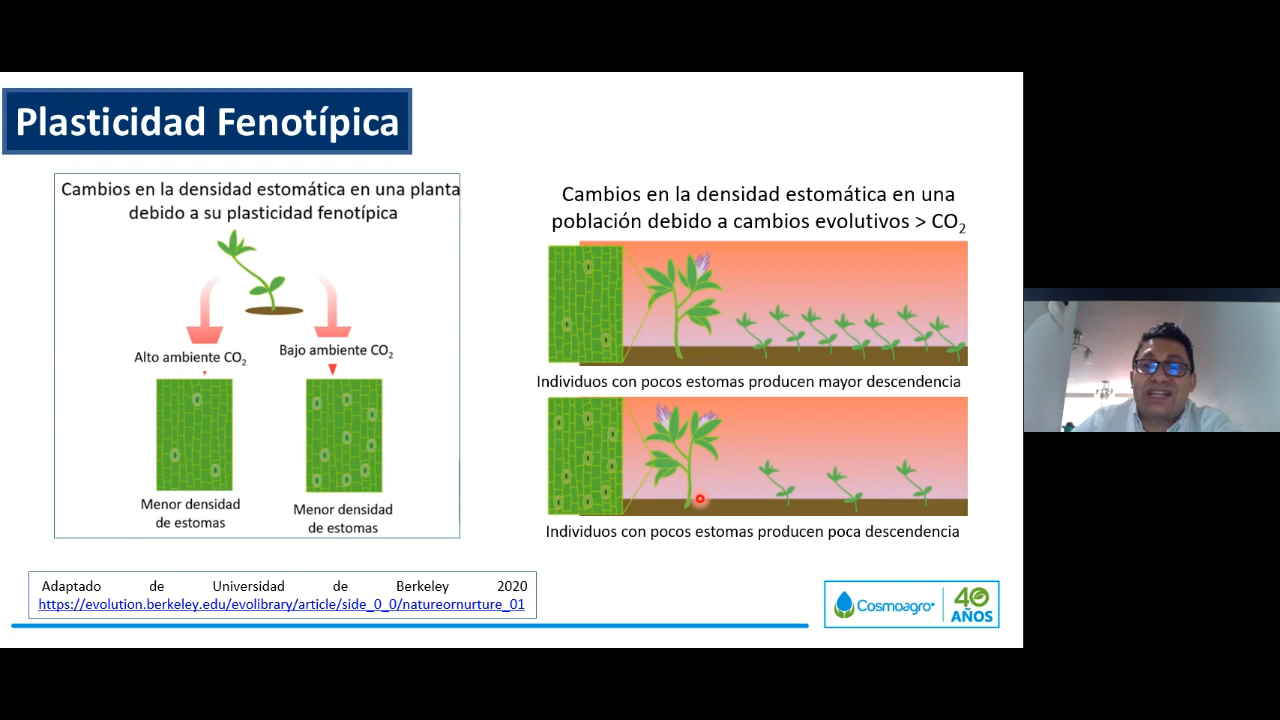 Plasticidad Fenotípica
Cambios en la densidad estomática en una planta
debido a su plasticidad fenotípica
Alto ambiente CO₂
Bajo ambiente CO₂
Menor densidad
de estomas
Menor densidad
de estomas
Cambios en la densidad estomática en una
población debido a cambios evolutivos > CO₂
Individuos con pocos estomas producen mayor descendencia
Individuos con pocos estomas producen poca descendencia
Adaptado de Universidad de Berkeley 2020
https://evolution.berkeley.edu/evolibrary/article/side_0_0/natureornurture_01
Cosmoagro
40
AÑOS